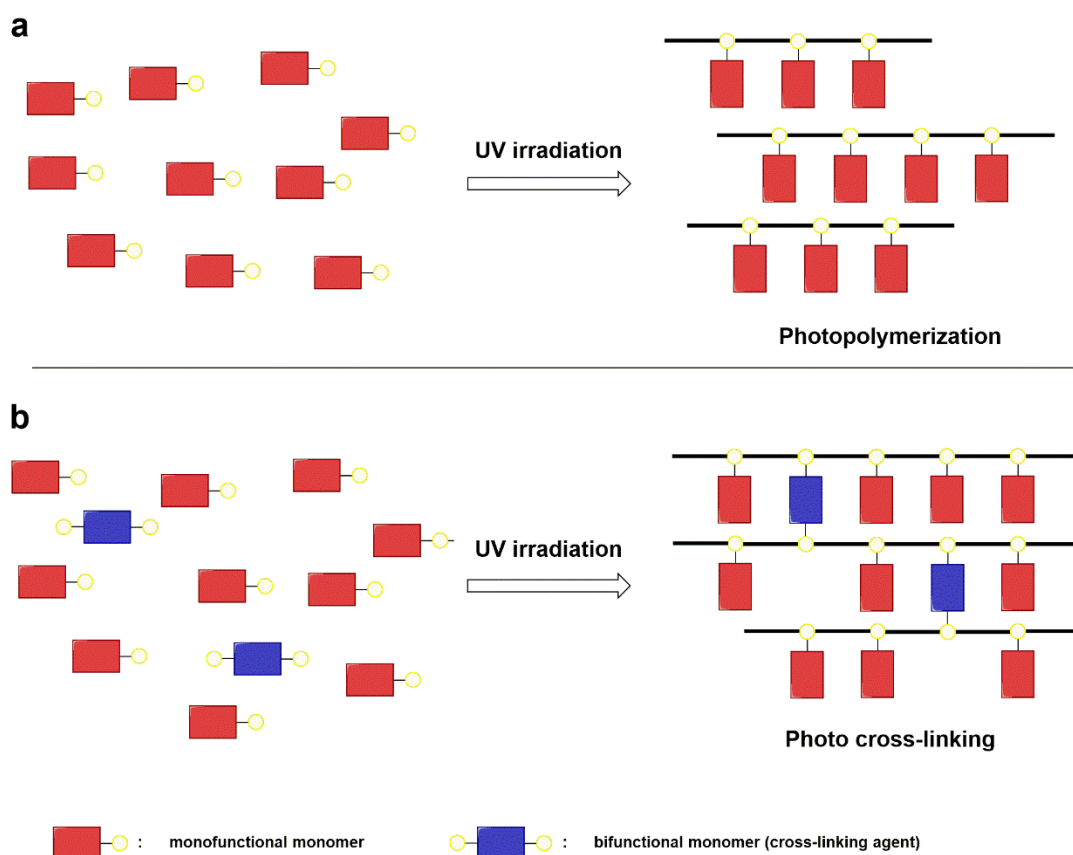 a
UV irradiation
Photopolymerization
b
UV irradiation
Photo cross-linking
: monofunctional monomer
: bifunctional monomer (cross-linking agent)